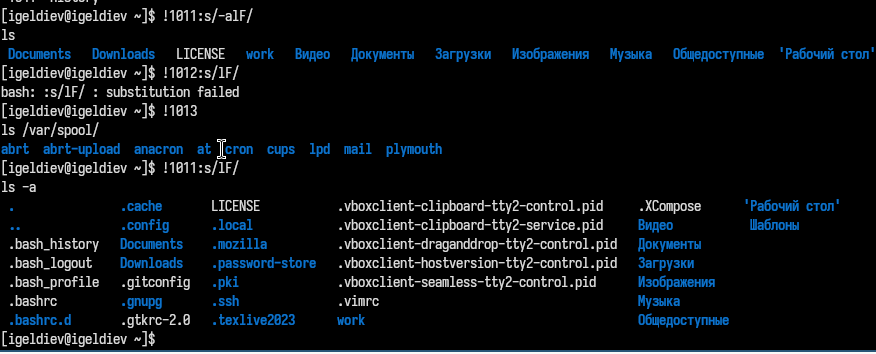 [igeldiev@igeldiev ~]$ !1011:s/-alF/
ls
Documents Downloads LICENSE work Видео Документы Загрузки Изображения Музыка Общедоступные 'Рабочий стол'
[igeldiev@igeldiev ~]$ !1012:s/lF/
bash: :s/lF/ : substitution failed
[igeldiev@igeldiev ~]$ !1013
ls /var/spool/
abrt abrt-upload anacron at cron cups lpd mail plymouth
[igeldiev@igeldiev ~]$ !1011:s/lF/
ls -a
. .cache LICENSE .vboxclient-clipboard-tty2-control.pid .XCompose 'Рабочий стол'
.. .config .local .vboxclient-clipboard-tty2-service.pid Видео Шаблоны
.bash_history Documents .mozilla .vboxclient-draganddrop-tty2-control.pid Документы
.bash_logout Downloads .password-store .vboxclient-hostversion-tty2-control.pid Загрузки
.bash_profile .gitconfig .pki .vboxclient-seamless-tty2-control.pid Изображения
.bashrc .gnupg .ssh .vimrc Музыка
.bashrc.d .gtkrc-2.0 .texlive2023 work Общедоступные
[igeldiev@igeldiev ~]$